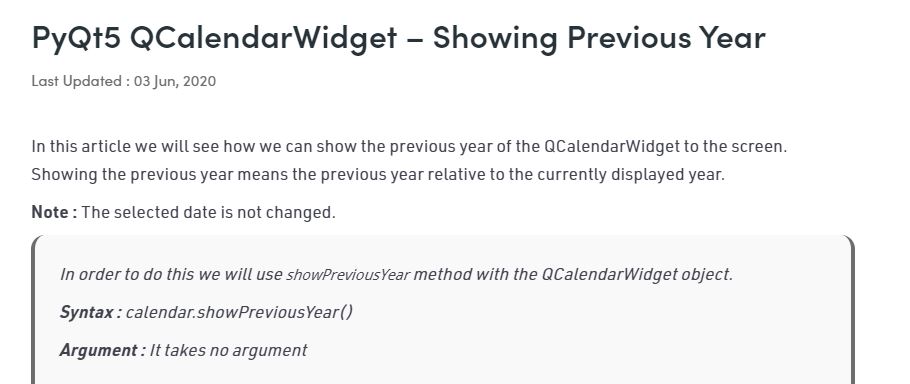 PyQt5 QCalendarWidget – Showing Previous Year
Last Updated : 03 Jun, 2020
In this article we will see how we can show the previous year of the QCalendarWidget to the screen.
Showing the previous year means the previous year relative to the currently displayed year.
Note : The selected date is not changed.
In order to do this we will use showPreviousYear method with the QCalendarWidget object.
Syntax : calendar.showPreviousYear()
Argument : It takes no argument